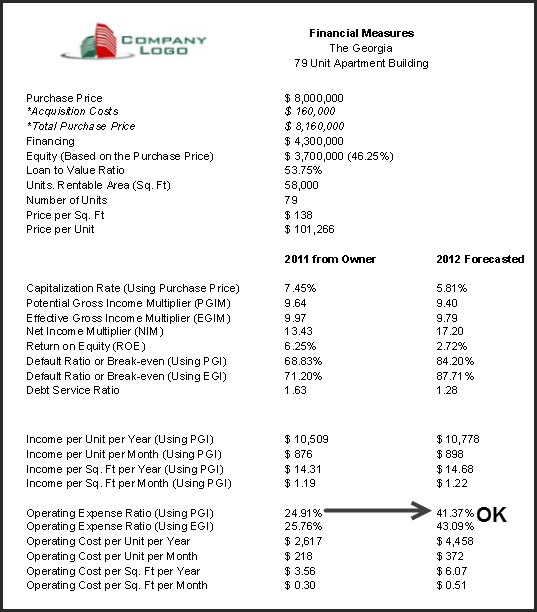 COMPANY
LOGO
Financial Measures
The Georgia
79 Unit Apartment Building
Purchase Price $ 8,000,000
*Acquisition Costs $ 160,000
*Total Purchase Price $ 8,160,000
Financing $ 4,300,000
Equity (Based on the Purchase Price) $ 3,700,000 (46.25%)
Loan to Value Ratio 53.75%
Units. Rentable Area (Sq. Ft) 58,000
Number of Units 79
Price per Sq. Ft $ 138
Price per Unit $ 101,266
2011 from Owner 2012 Forecasted
Capitalization Rate (Using Purchase Price) 7.45% 5.81%
Potential Gross Income Multiplier (PGIM) 9.64 9.40
Effective Gross Income Multiplier (EGIM) 9.97 9.79
Net Income Multiplier (NIM) 13.43 17.20
Return on Equity (ROE) 6.25% 2.72%
Default Ratio or Break-even (Using PGI) 68.83% 84.20%
Default Ratio or Break-even (Using EGI) 71.20% 87.71%
Debt Service Ratio 1.63 1.28
Income per Unit per Year (Using PGI) $ 10,509 $ 10,778
Income per Unit per Month (Using PGI) $ 876 $ 898
Income per Sq. Ft per Year (Using PGI) $ 14.31 $ 14.68
Income per Sq. Ft per Month (Using PGI) $ 1.19 $ 1.22
Operating Expense Ratio (Using PGI) 24.91% 41.37% OK
Operating Expense Ratio (Using EGI) 25.76% 43.09%
Operating Cost per Unit per Year $ 2,617 $ 4,458
Operating Cost per Unit per Month $ 218 $ 372
Operating Cost per Sq. Ft per Year $ 3.56 $ 6.07
Operating Cost per Sq. Ft per Month $ 0.30 $ 0.51